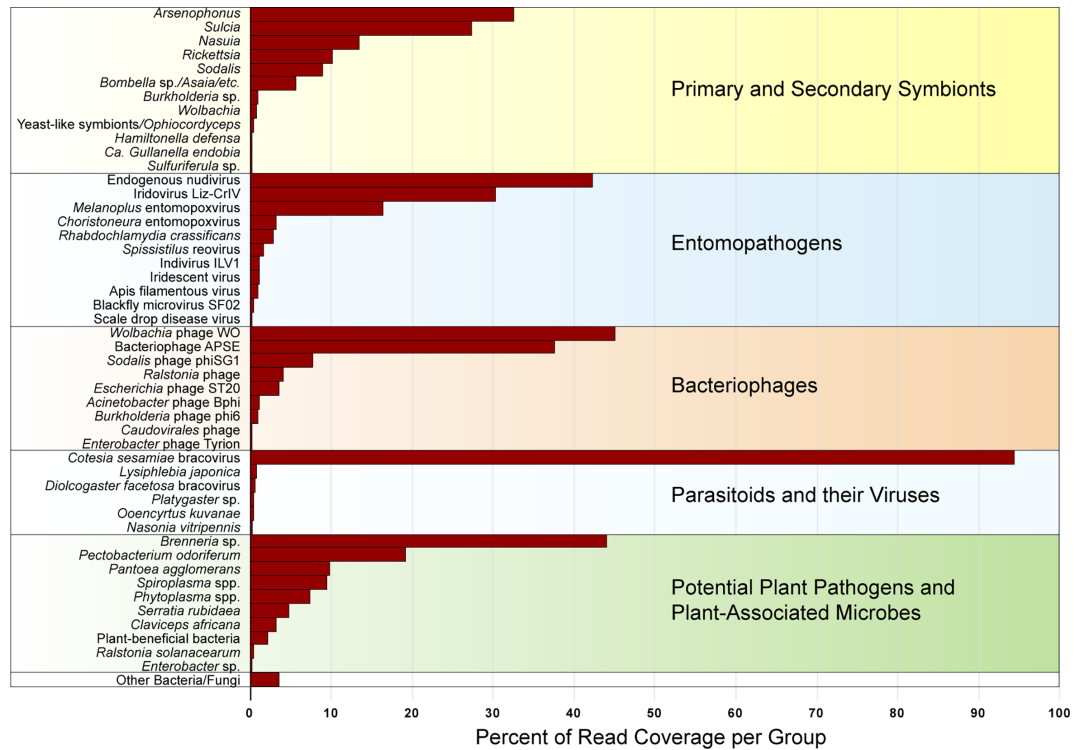 Arsenophonus
Sulcia
Nasuia
Rickettsia
Sodalis
Bombella sp./Asaia/etc.
Burkholderia sp.
Wolbachia
Yeast-like symbionts/Ophiocordyceps
Hamiltonella defensa
Ca. Gullanella endobia
Sulfuriferula sp.
Primary and Secondary Symbionts
Endogenous nudivirus
Iridovirus Liz-CrIV
Melanoplus entomopoxvirus
Choristoneura entomopoxvirus
Rhabdochlamydia crassificans
Spissistilus reovirus
Indivirus ILV1
Iridescent virus
Apis filamentous virus
Blackfly microvirus SF02
Scale drop disease virus
Entomopathogens
Wolbachia phage WO
Bacteriophage APSE
Sodalis phage phiSG1
Ralstonia phage
Escherichia phage ST20
Acinetobacter phage Bphi
Burkholderia phage phi6
Caudovirales phage
Enterobacter phage Tyrion
Bacteriophages
Cotesia sesamiae bracovirus
Lysiphlebia japonica
Diolcogaster facetosa bracovirus
Platygaster sp.
Ooencyrtus kuvanae
Nasonia vitripennis
Parasitoids and their Viruses
Brenneria sp.
Pectobacterium odoriferum
Pantoea agglomerans
Spiroplasma spp.
Phytoplasma spp.
Serratia rubidaea
Claviceps africana
Plant-beneficial bacteria
Ralstonia solanacearum
Enterobacter sp.
Potential Plant Pathogens and
Plant-Associated Microbes
Other Bacteria/Fungi
0 10 20 30 40 50 60 70 80 90 100
Percent of Read Coverage per Group